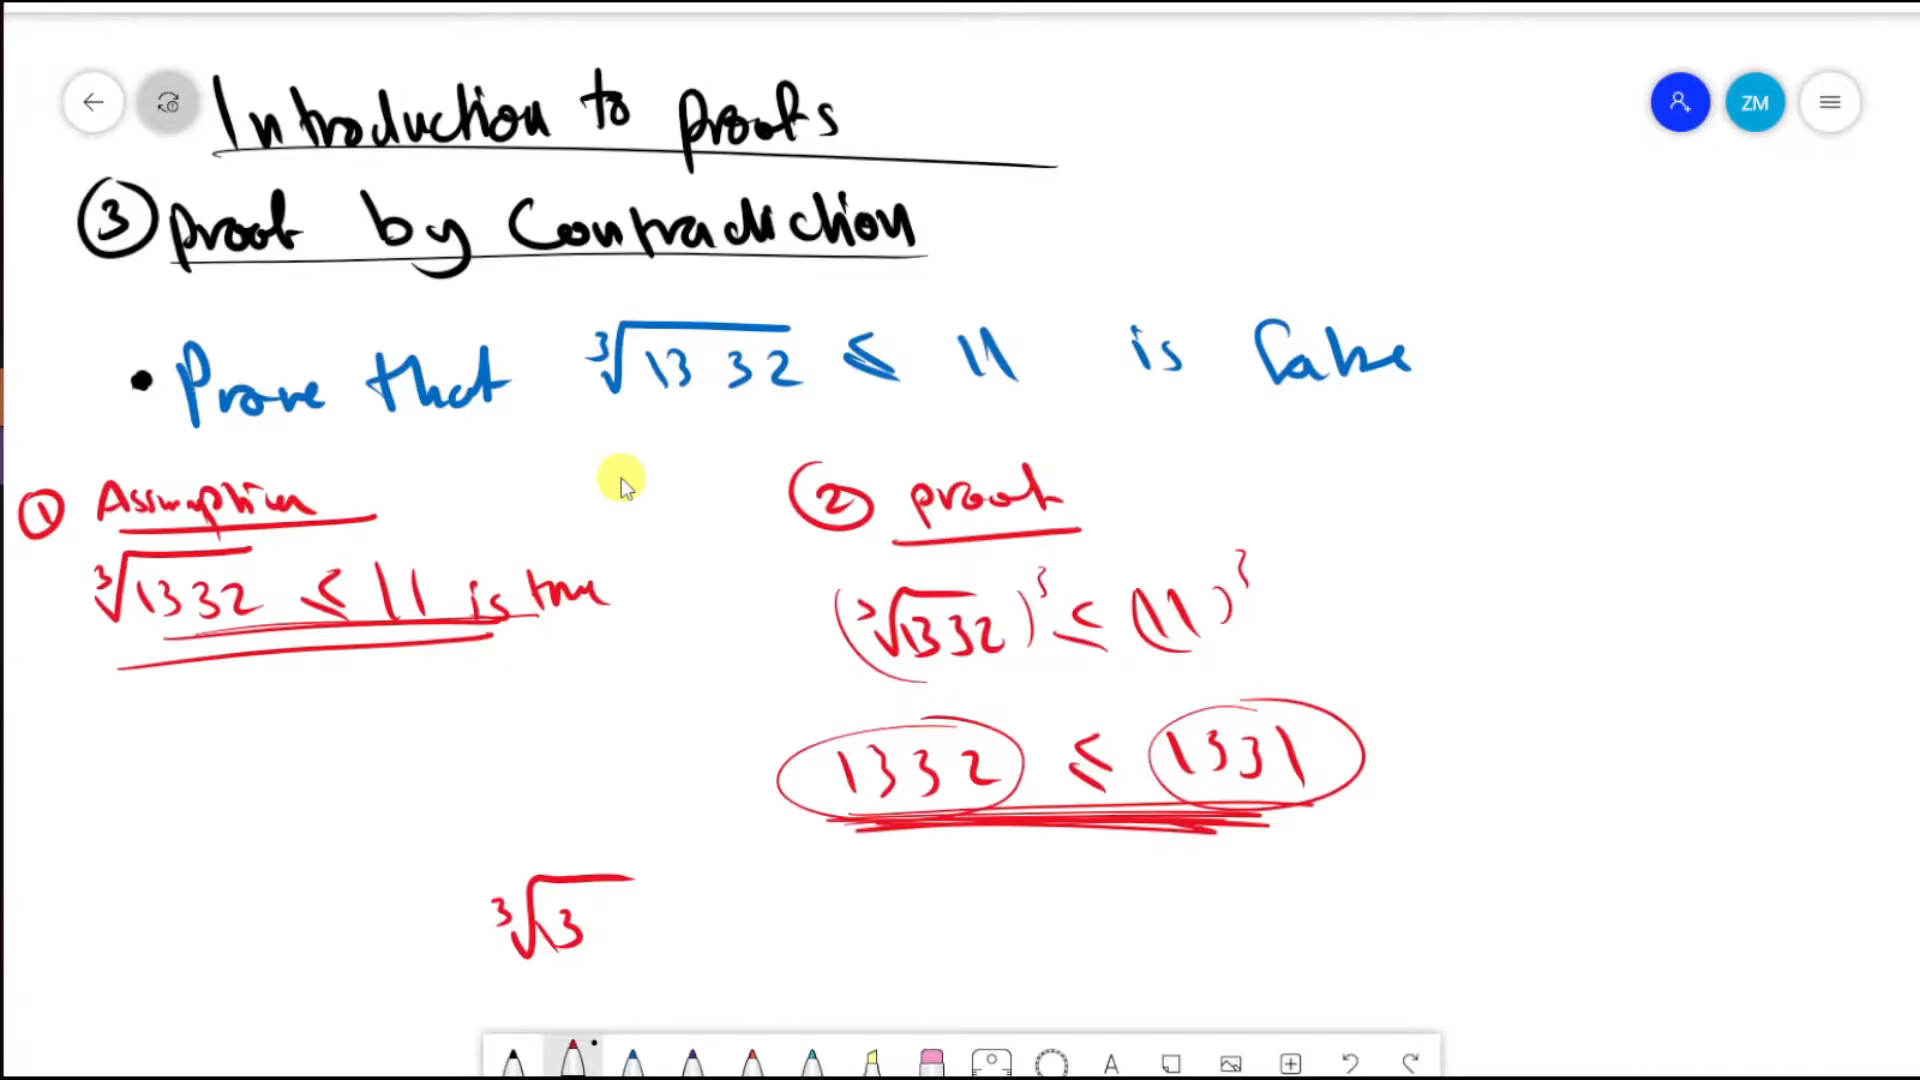 Introduction to proofs
ZM
③ proof by Contradiction
• Prove that ∛1332 ≤ 11 is false
① Assumption
∛1332 ≤ 11 is true
② proof
(∛1332)³ ≤ (11)³
1332 ≤ 1331
∛13